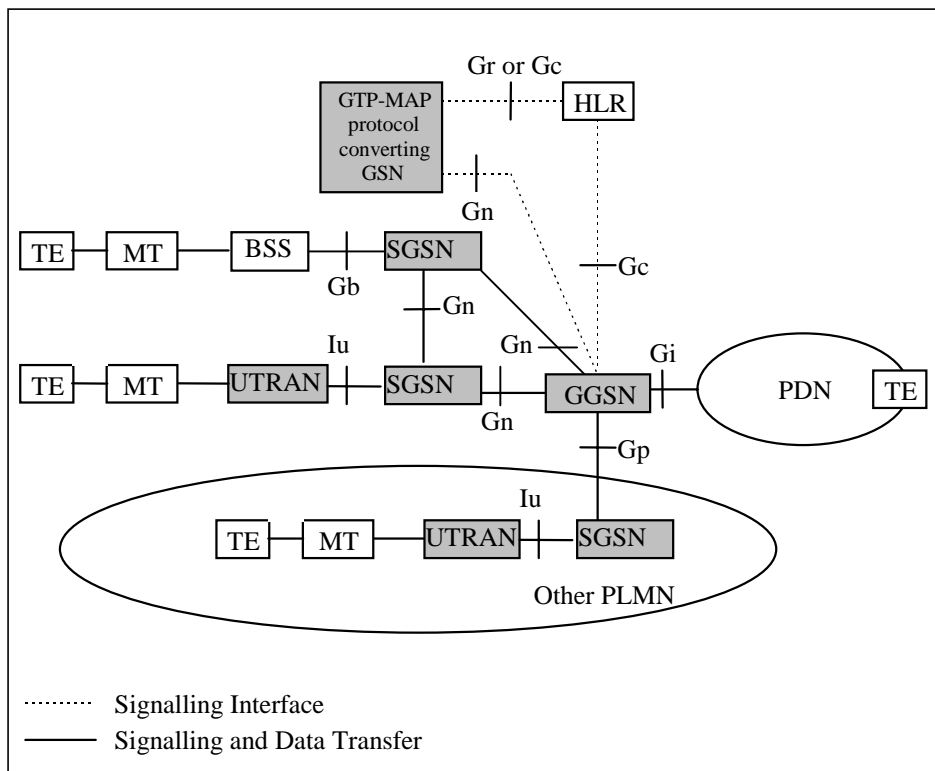 Gr or Gc
GTP-MAP
protocol
converting
GSN
HLR
Gn
TE
MT
BSS
SGSN
Gb
Gc
Gn
Gn
TE
MT
UTRAN
Iu
SGSN
Gn
GGSN
Gi
PDN
TE
Gp
TE
MT
UTRAN
Iu
SGSN
Other PLMN
Signalling Interface
Signalling and Data Transfer